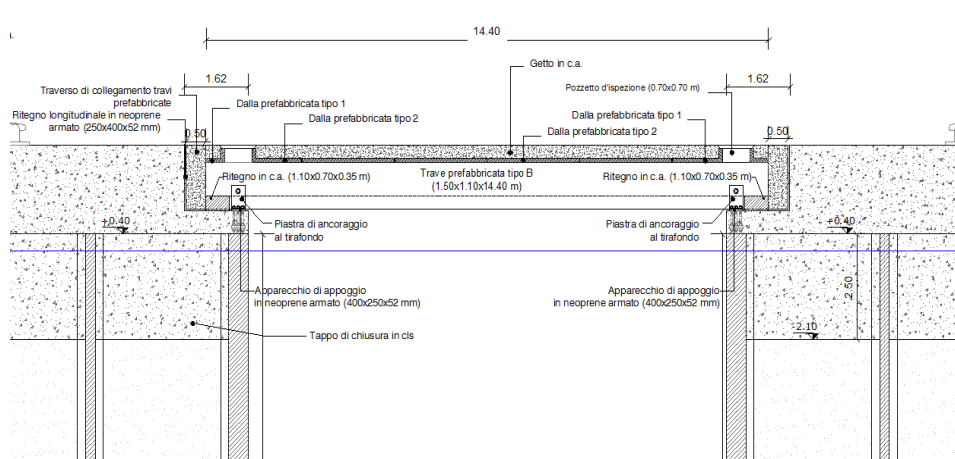 14.40
Getto in c.a.
1.62
1.62
Traverso di collegamento travi
prefabbricate
Pozzetto d'ispezione (0.70x0.70 m)
Dalla prefabbricata tipo 1
Ritegno longitudinale in neoprene
armato (250x400x52 mm)
Dalla prefabbricata tipo 2
Dalla prefabbricata tipo 1
0.50
Dalla prefabbricata tipo 2
0.50
Trave prefabbricata tipo B
(1.50x1.10x14.40 m)
Ritegno in c.a. (1.10x0.70x0.35 m)
Ritegno in c.a. (1.10x0.70x0.35 m)
+0.40
Piastra di ancoraggio
al tirafondo
Piastra di ancoraggio
al tirafondo
+0.40
Apparecchio di appoggio
in neoprene armato (400x250x52 mm)
Apparecchio di appoggio
in neoprene armato (400x250x52 mm)
2.50
Tappo di chiusura in cls
-2.10